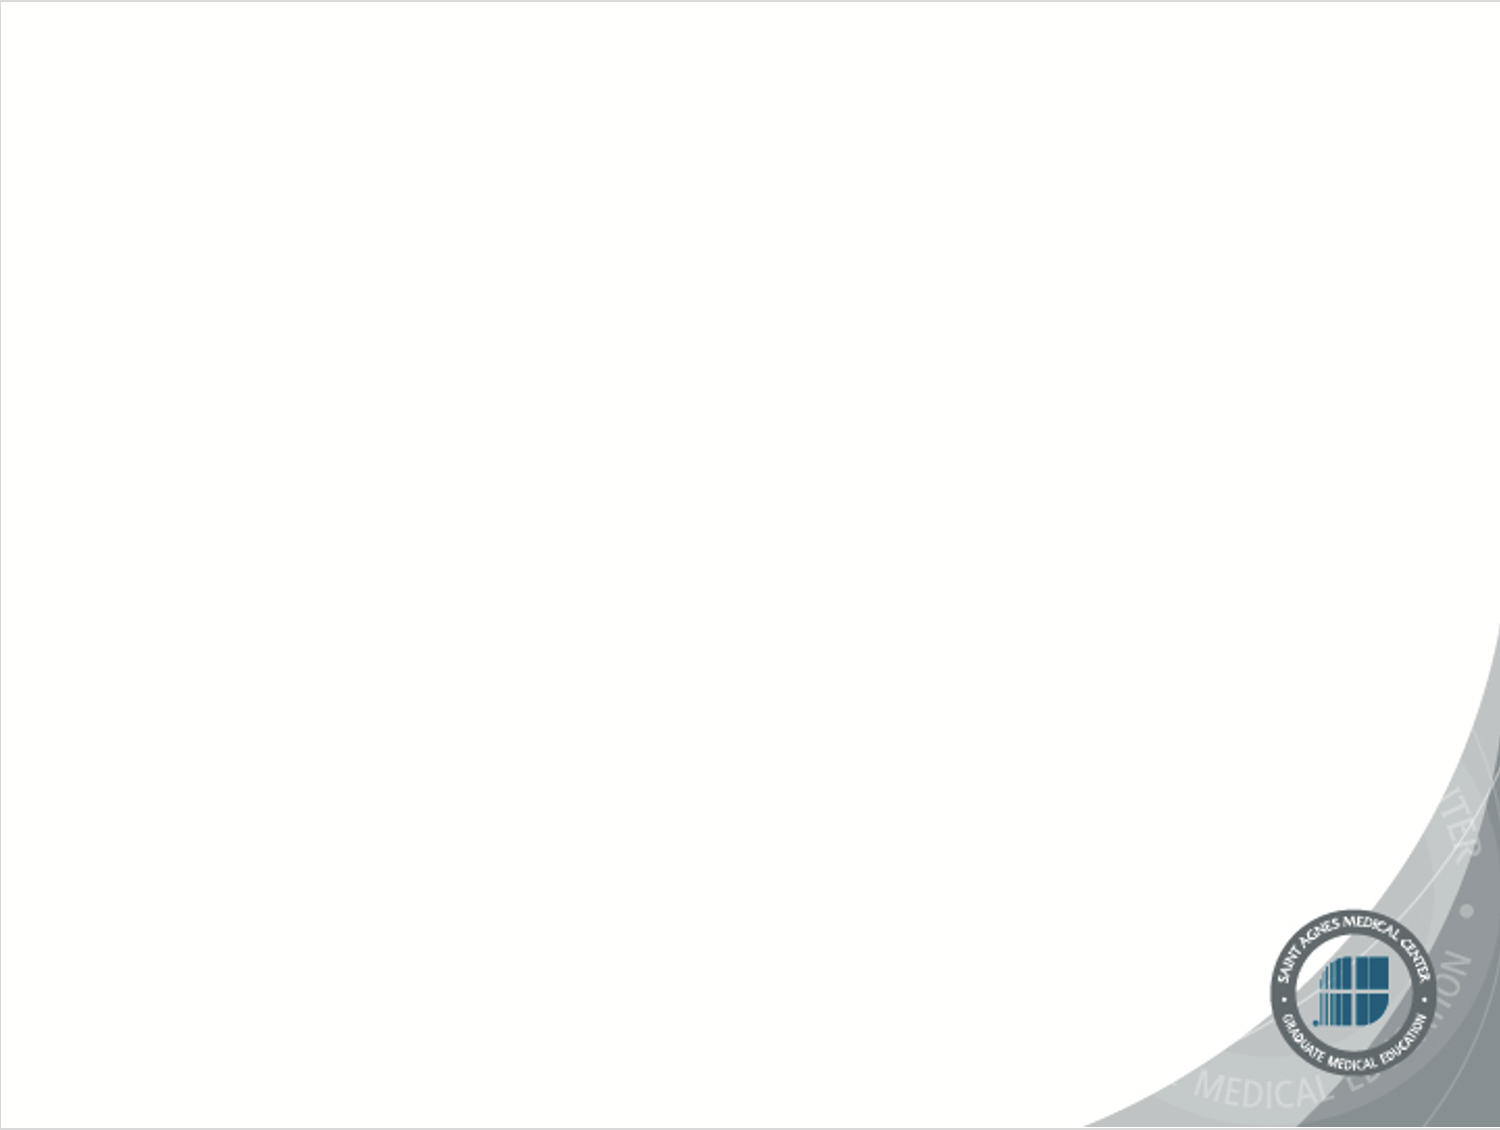 SAINT AGNES MEDICAL CENTER
GRADUATE MEDICAL EDUCATION
MEDICAL